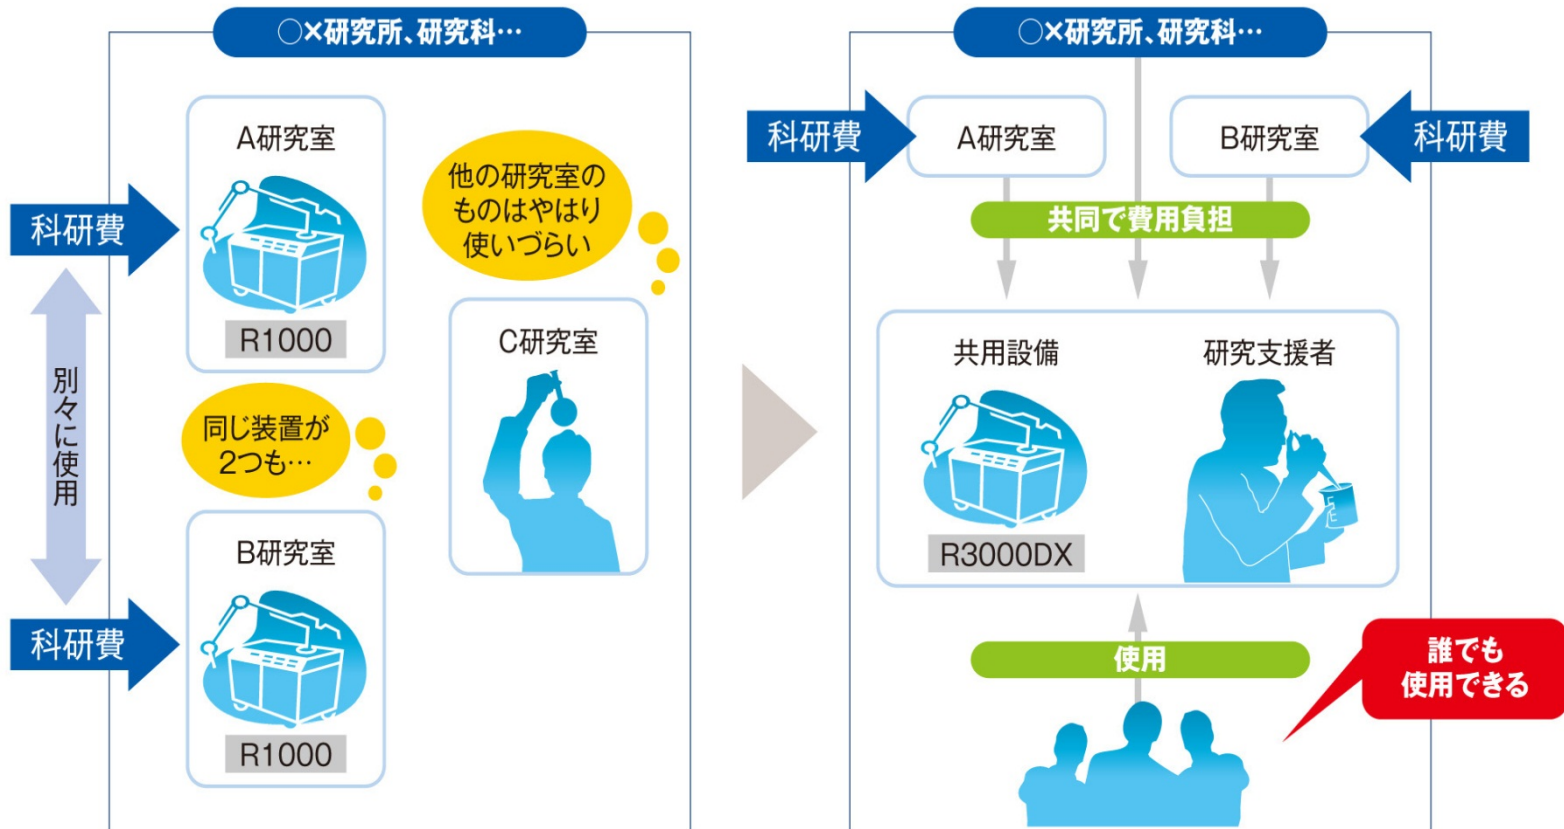 ○×研究所、研究科…
A研究室
科研費
R1000
他の研究室の
ものはやはり
使いづらい
C研究室
別々に使用
同じ装置が
2つも…
B研究室
科研費
R1000
○×研究所、研究科…
科研費
A研究室
B研究室
科研費
共同で費用負担
共用設備
研究支援者
R3000DX
使用
誰でも
使用できる